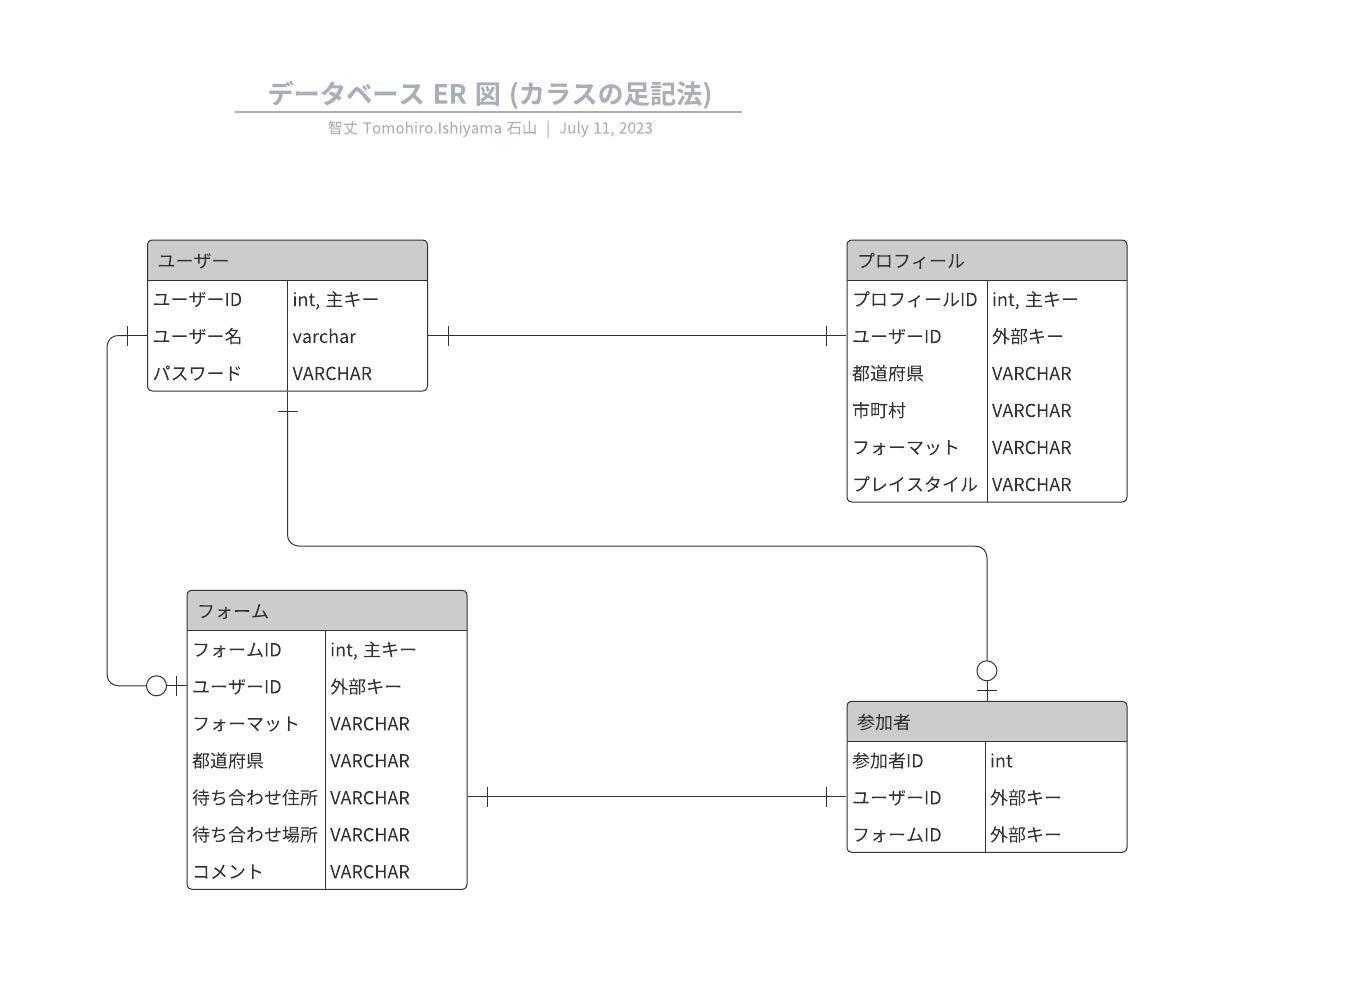 データベース ER 図 (カラスの足記法)
智丈 Tomohiro.Ishiyama 石山 | July 11, 2023
ユーザー
ユーザーID int, 主キー
ユーザー名 varchar
パスワード VARCHAR
プロフィール
プロフィールID int, 主キー
ユーザーID 外部キー
都道府県 VARCHAR
市町村 VARCHAR
フォーマット VARCHAR
プレイスタイル VARCHAR
フォーム
フォームID int, 主キー
ユーザーID 外部キー
フォーマット VARCHAR
都道府県 VARCHAR
待ち合わせ住所 VARCHAR
待ち合わせ場所 VARCHAR
コメント VARCHAR
参加者
参加者ID int
ユーザーID 外部キー
フォームID 外部キー